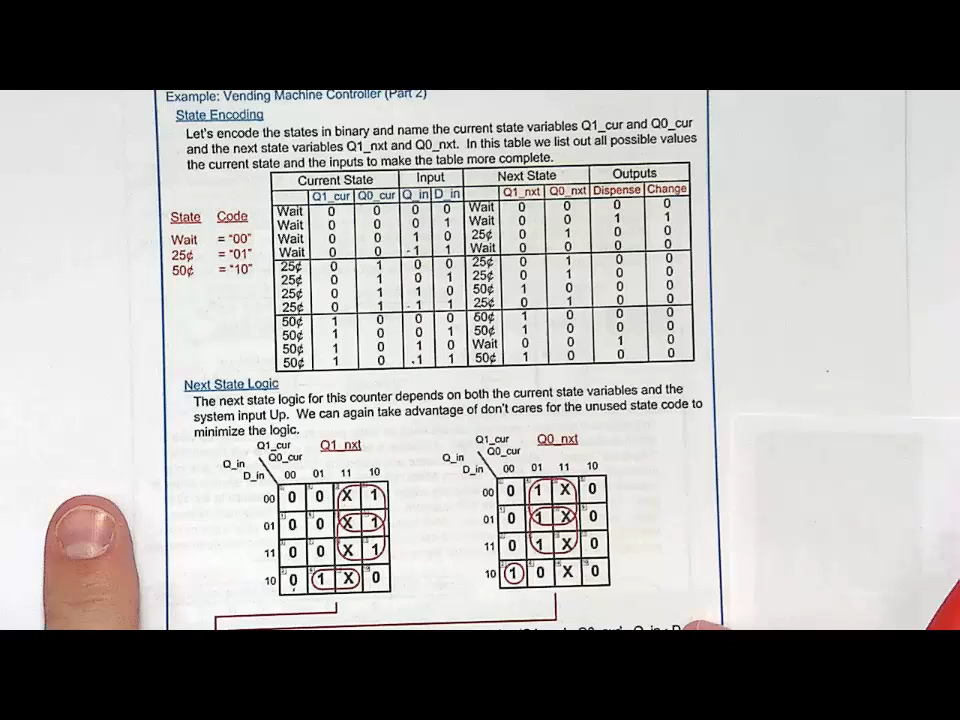 Example: Vending Machine Controller (Part 2)
State Encoding
Let's encode the states in binary and name the current state variables Q1_cur and Q0_cur
and the next state variables Q1_nxt and Q0_nxt. In this table we list out all possible values
the current state and the inputs to make the table more complete.
Current State Input Next State Outputs
Q1_cur Q0_cur Q_in D_in Q1_nxt Q0_nxt Dispense Change
Wait 0 0 0 0 Wait 0 0 0 0
Wait 0 0 0 1 Wait 0 0 1 1
Wait 0 0 1 0 25¢ 0 1 0 0
Wait 0 0 1 1 Wait 0 0 0 0
25¢ 0 1 0 0 25¢ 0 1 0 0
25¢ 0 1 0 1 25¢ 0 1 0 0
25¢ 0 1 1 0 50¢ 1 0 0 0
25¢ 0 1 1 1 25¢ 0 1 0 0
50¢ 1 0 0 0 50¢ 1 0 0 0
50¢ 1 0 0 1 50¢ 1 0 0 0
50¢ 1 0 1 0 Wait 0 0 1 0
50¢ 1 0 1 1 50¢ 1 0 0 0
State Code
Wait = "00"
25¢ = "01"
50¢ = "10"
Next State Logic
The next state logic for this counter depends on both the current state variables and the
system input Up. We can again take advantage of don't cares for the unused state code to
minimize the logic.
Q1_cur
Q0_cur
Q1_nxt
Q_in
D_in
00 01 11 10
00 0 0 X 1
01 0 0 X 1
11 0 0 X 1
10 0 1 X 0
Q1_cur
Q0_cur
Q0_nxt
Q_in
D_in
00 01 11 10
00 0 1 X 0
01 0 1 X 0
11 0 1 X 0
10 1 0 X 0